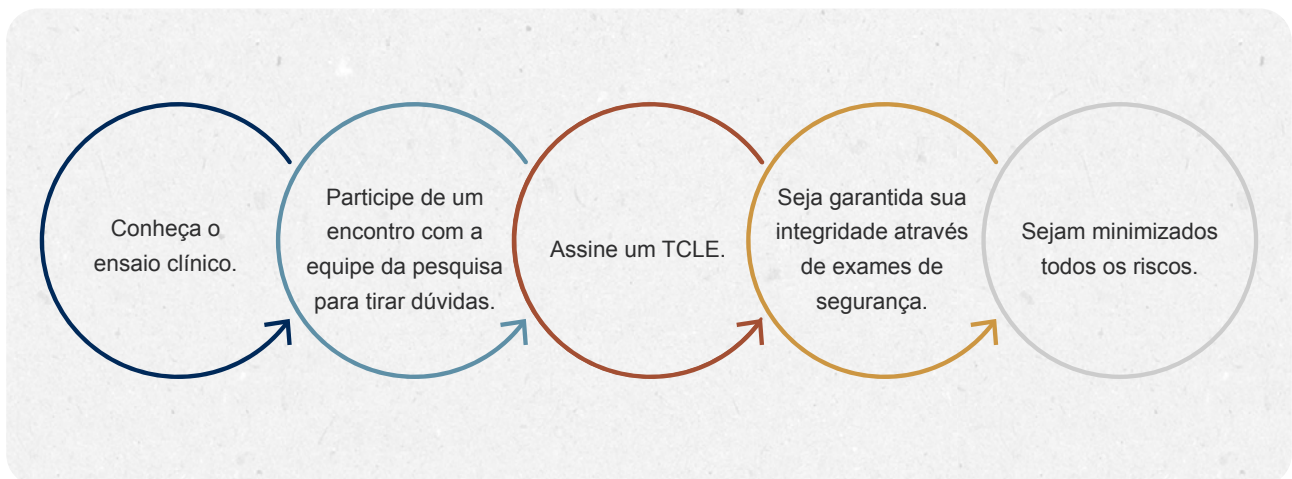 Conheça o
ensaio clínico.
Participe de um
encontro com a
equipe da pesquisa
para tirar dúvidas.
Assine um TCLE.
Seja garantida sua
integridade através
de exames de
segurança.
Sejam minimizados
todos os riscos.